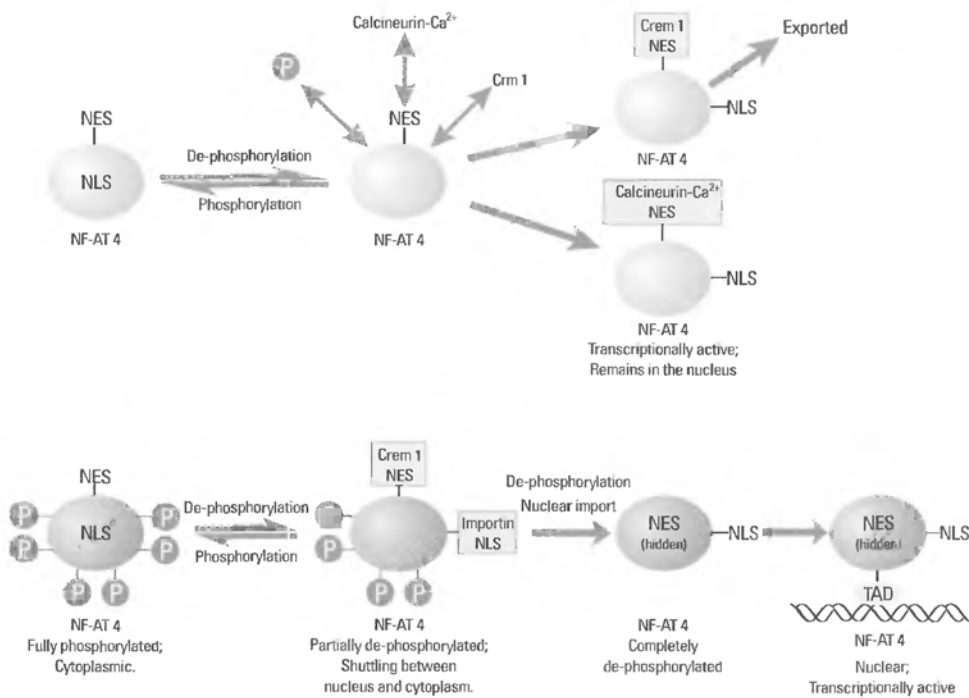 Calcineurin-Ca²⁺
P
Crm 1
NES
NES
De-phosphorylation
NLS
Phosphorylation
NF-AT 4
NF-AT 4
Crem 1
NES
Exported
NLS
NF-AT 4
Calcineurin-Ca²⁺
NES
NLS
NF-AT 4
Transcriptionally active;
Remains in the nucleus
NES
P
P
NLS
P
P
P
P
NF-AT 4
Fully phosphorylated;
Cytoplasmic.
De-phosphorylation
Phosphorylation
Crem 1
NES
Importin
NLS
P
P
P
NF-AT 4
Partially de-phosphorylated;
Shuttling between
nucleus and cytoplasm.
De-phosphorylation
Nuclear import
NES
(hidden)
NLS
NF-AT 4
Completely
de-phosphorylated
NES
(hidden)
NLS
TAD
NF-AT 4
Nuclear;
Transcriptionally active